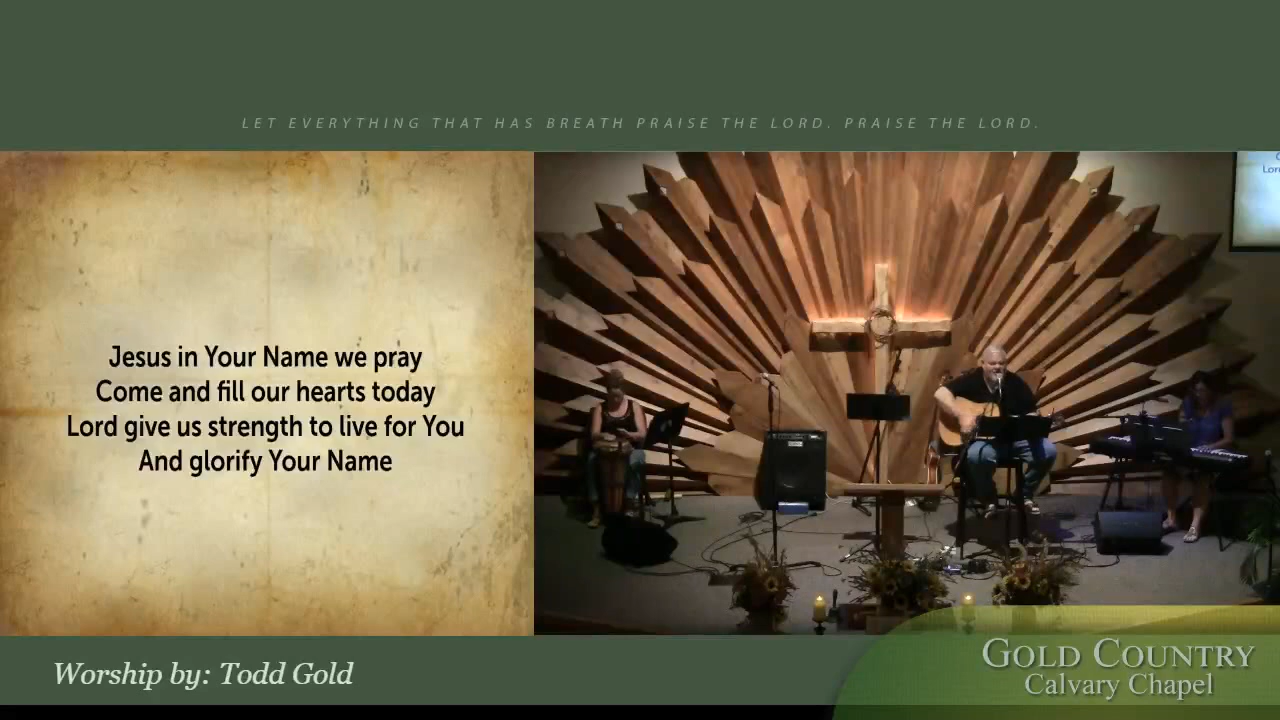 LET EVERYTHING THAT HAS BREATH PRAISE THE LORD. PRAISE THE LORD.
Jesus in Your Name we pray
Come and fill our hearts today
Lord give us strength to live for You
And glorify Your Name
Worship by: Todd Gold
GOLD COUNTRY
Calvary Chapel